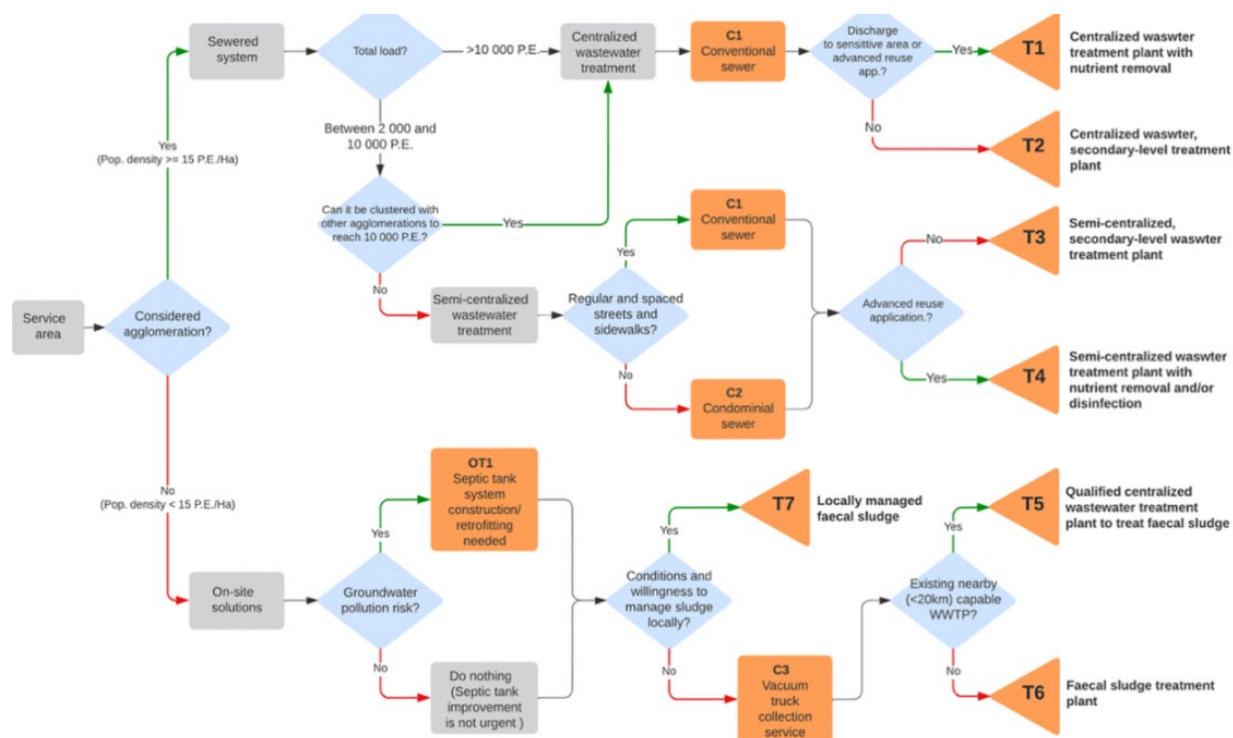 Sewered
system
Total load?
>10 000 P.E.
Centralized
wastewater
treatment
C1
Conventional
sewer
Discharge
to sensitive area or
advanced reuse
app.?
Yes
T1
Centralized waswter
treatment plant with
nutrient removal
No
T2
Centralized waswter,
secondary-level treatment
plant
Yes
(Pop. density >= 15 P.E./Ha)
Between 2 000 and
10 000 P.E.
Can it be clustered with
other agglomerations to
reach 10 000 P.E.?
Yes
No
Semi-centralized
wastewater
treatment
Regular and spaced
streets and
sidewalks?
Yes
C1
Conventional
sewer
No
C2
Condominial
sewer
Advanced reuse
application.?
No
T3
Semi-centralized,
secondary-level waswter
treatment plant
Yes
T4
Semi-centralized waswter
treatment plant with
nutrient removal and/or
disinfection
Service
area
Considered
agglomeration?
No
(Pop. density < 15 P.E./Ha)
On-site
solutions
Groundwater
pollution risk?
Yes
OT1
Septic tank
system
construction/
retrofitting
needed
No
Do nothing
(Septic tank
improvement
is not urgent )
Conditions and
willingness to
manage sludge
locally?
Yes
T7
Locally managed
faecal sludge
No
C3
Vacuum
truck
collection
service
Existing nearby
(<20km) capable
WWTP?
Yes
T5
Qualified centralized
wastewater treatment
plant to treat faecal sludge
No
T6
Faecal sludge treatment
plant